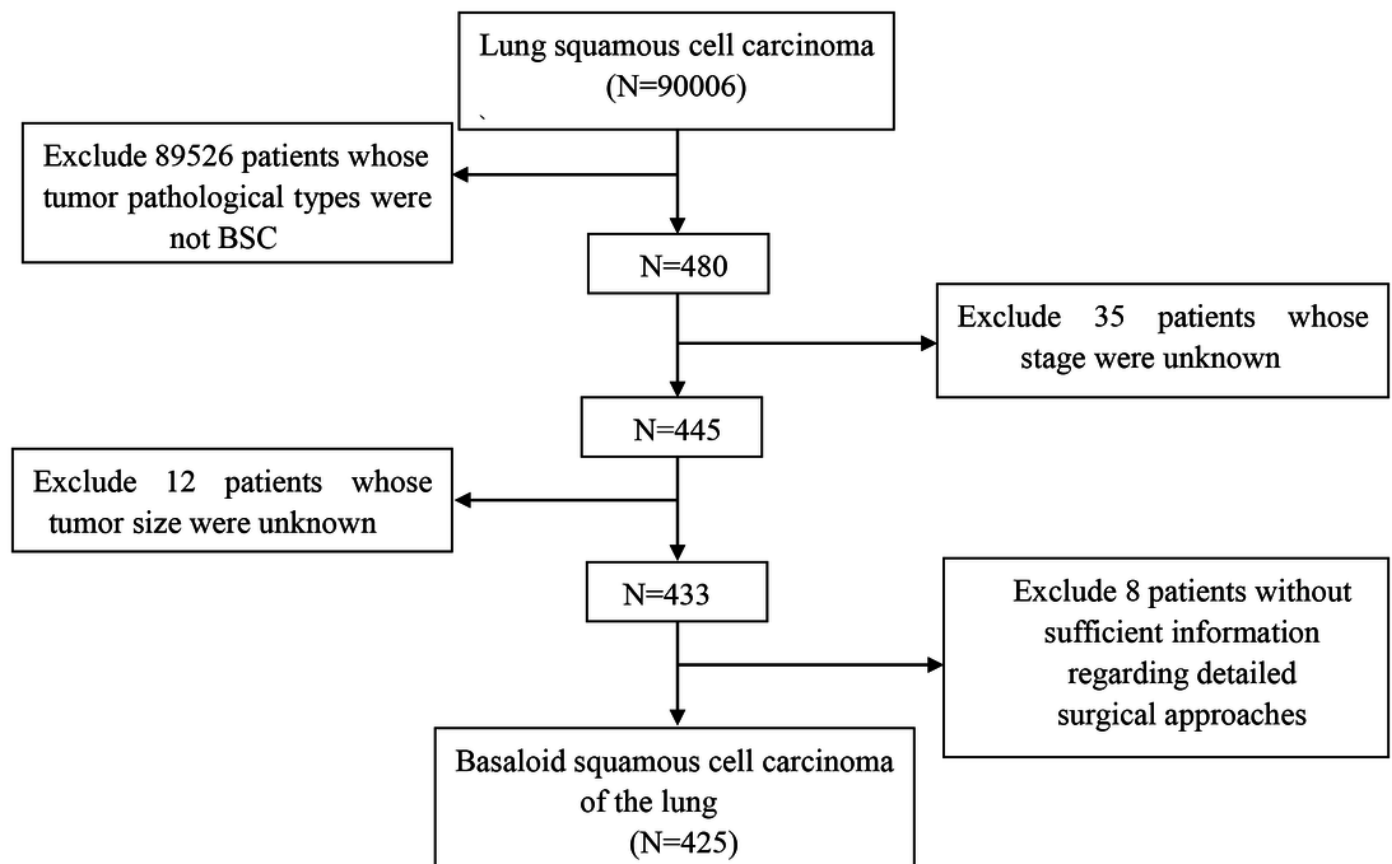 Lung squamous cell carcinoma
(N=90006)
、
Exclude 89526 patients whose
tumor pathological types were
not BSC
N=480
Exclude 35 patients whose
stage were unknown
N=445
Exclude 12 patients whose
tumor size were unknown
N=433
Exclude 8 patients without
sufficient information
regarding detailed
surgical approaches
Basaloid squamous cell carcinoma
of the lung
(N=425)